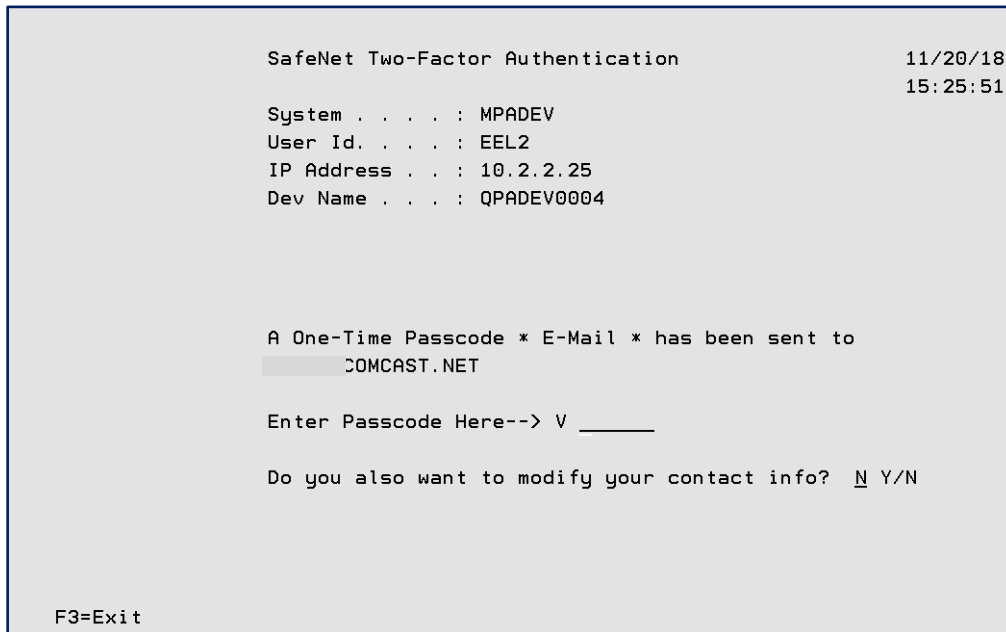 SafeNet Two-Factor Authentication 11/20/18
15:25:51
System . . . . : MPADEV
User Id. . . . : EEL2
IP Address . . : 10.2.2.25
Dev Name . . . : QPADEV0004
A One-Time Passcode * E-Mail * has been sent to
COMCAST.NET
Enter Passcode Here--> V ______
Do you also want to modify your contact info? N Y/N
F3=Exit